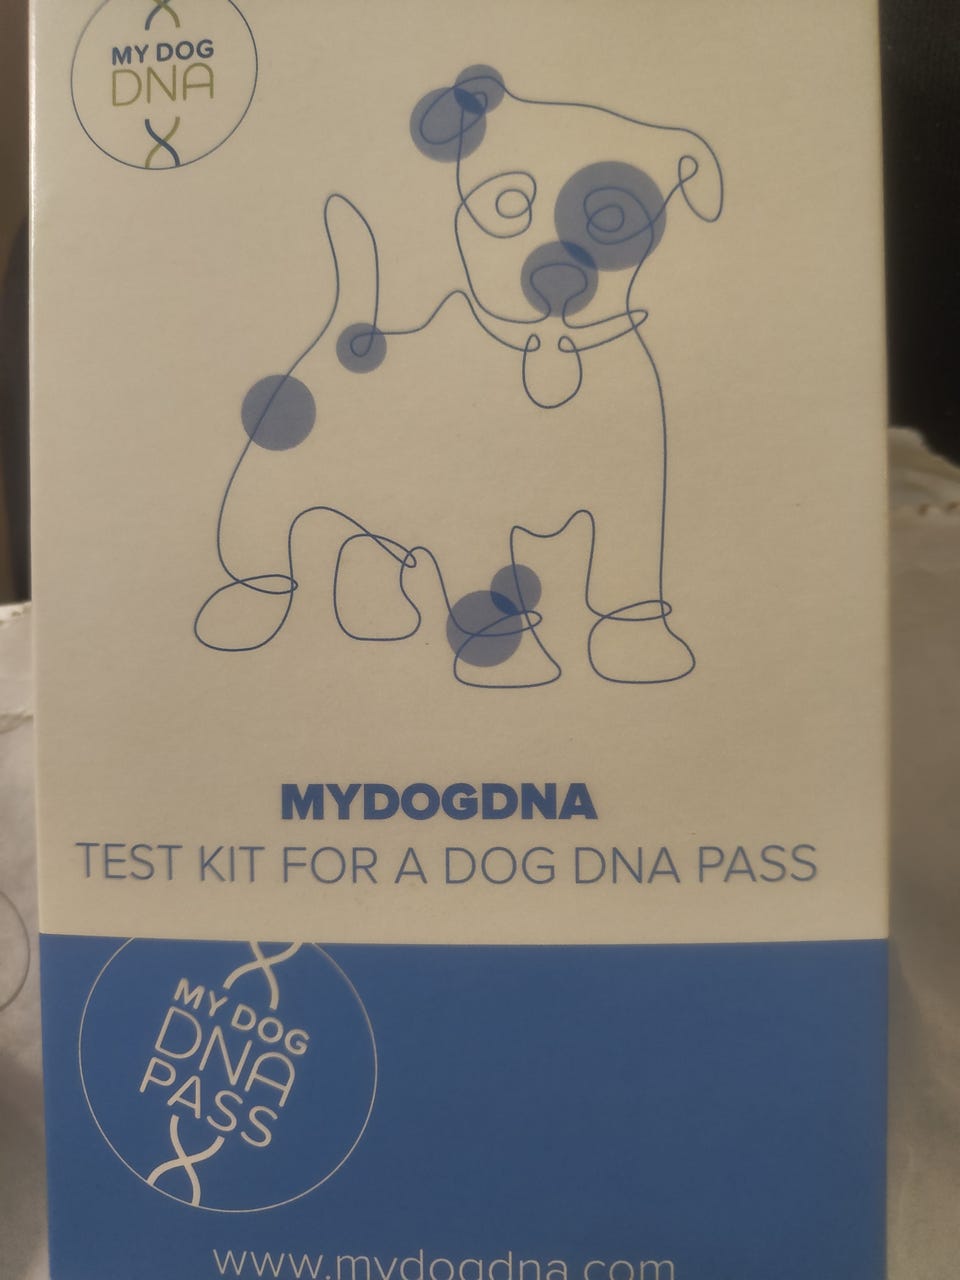 MY DOG
DNA
MYDOGDNA
TEST KIT FOR A DOG DNA PASS
MY DOG
DNA
PASS
www.mydogdna.com